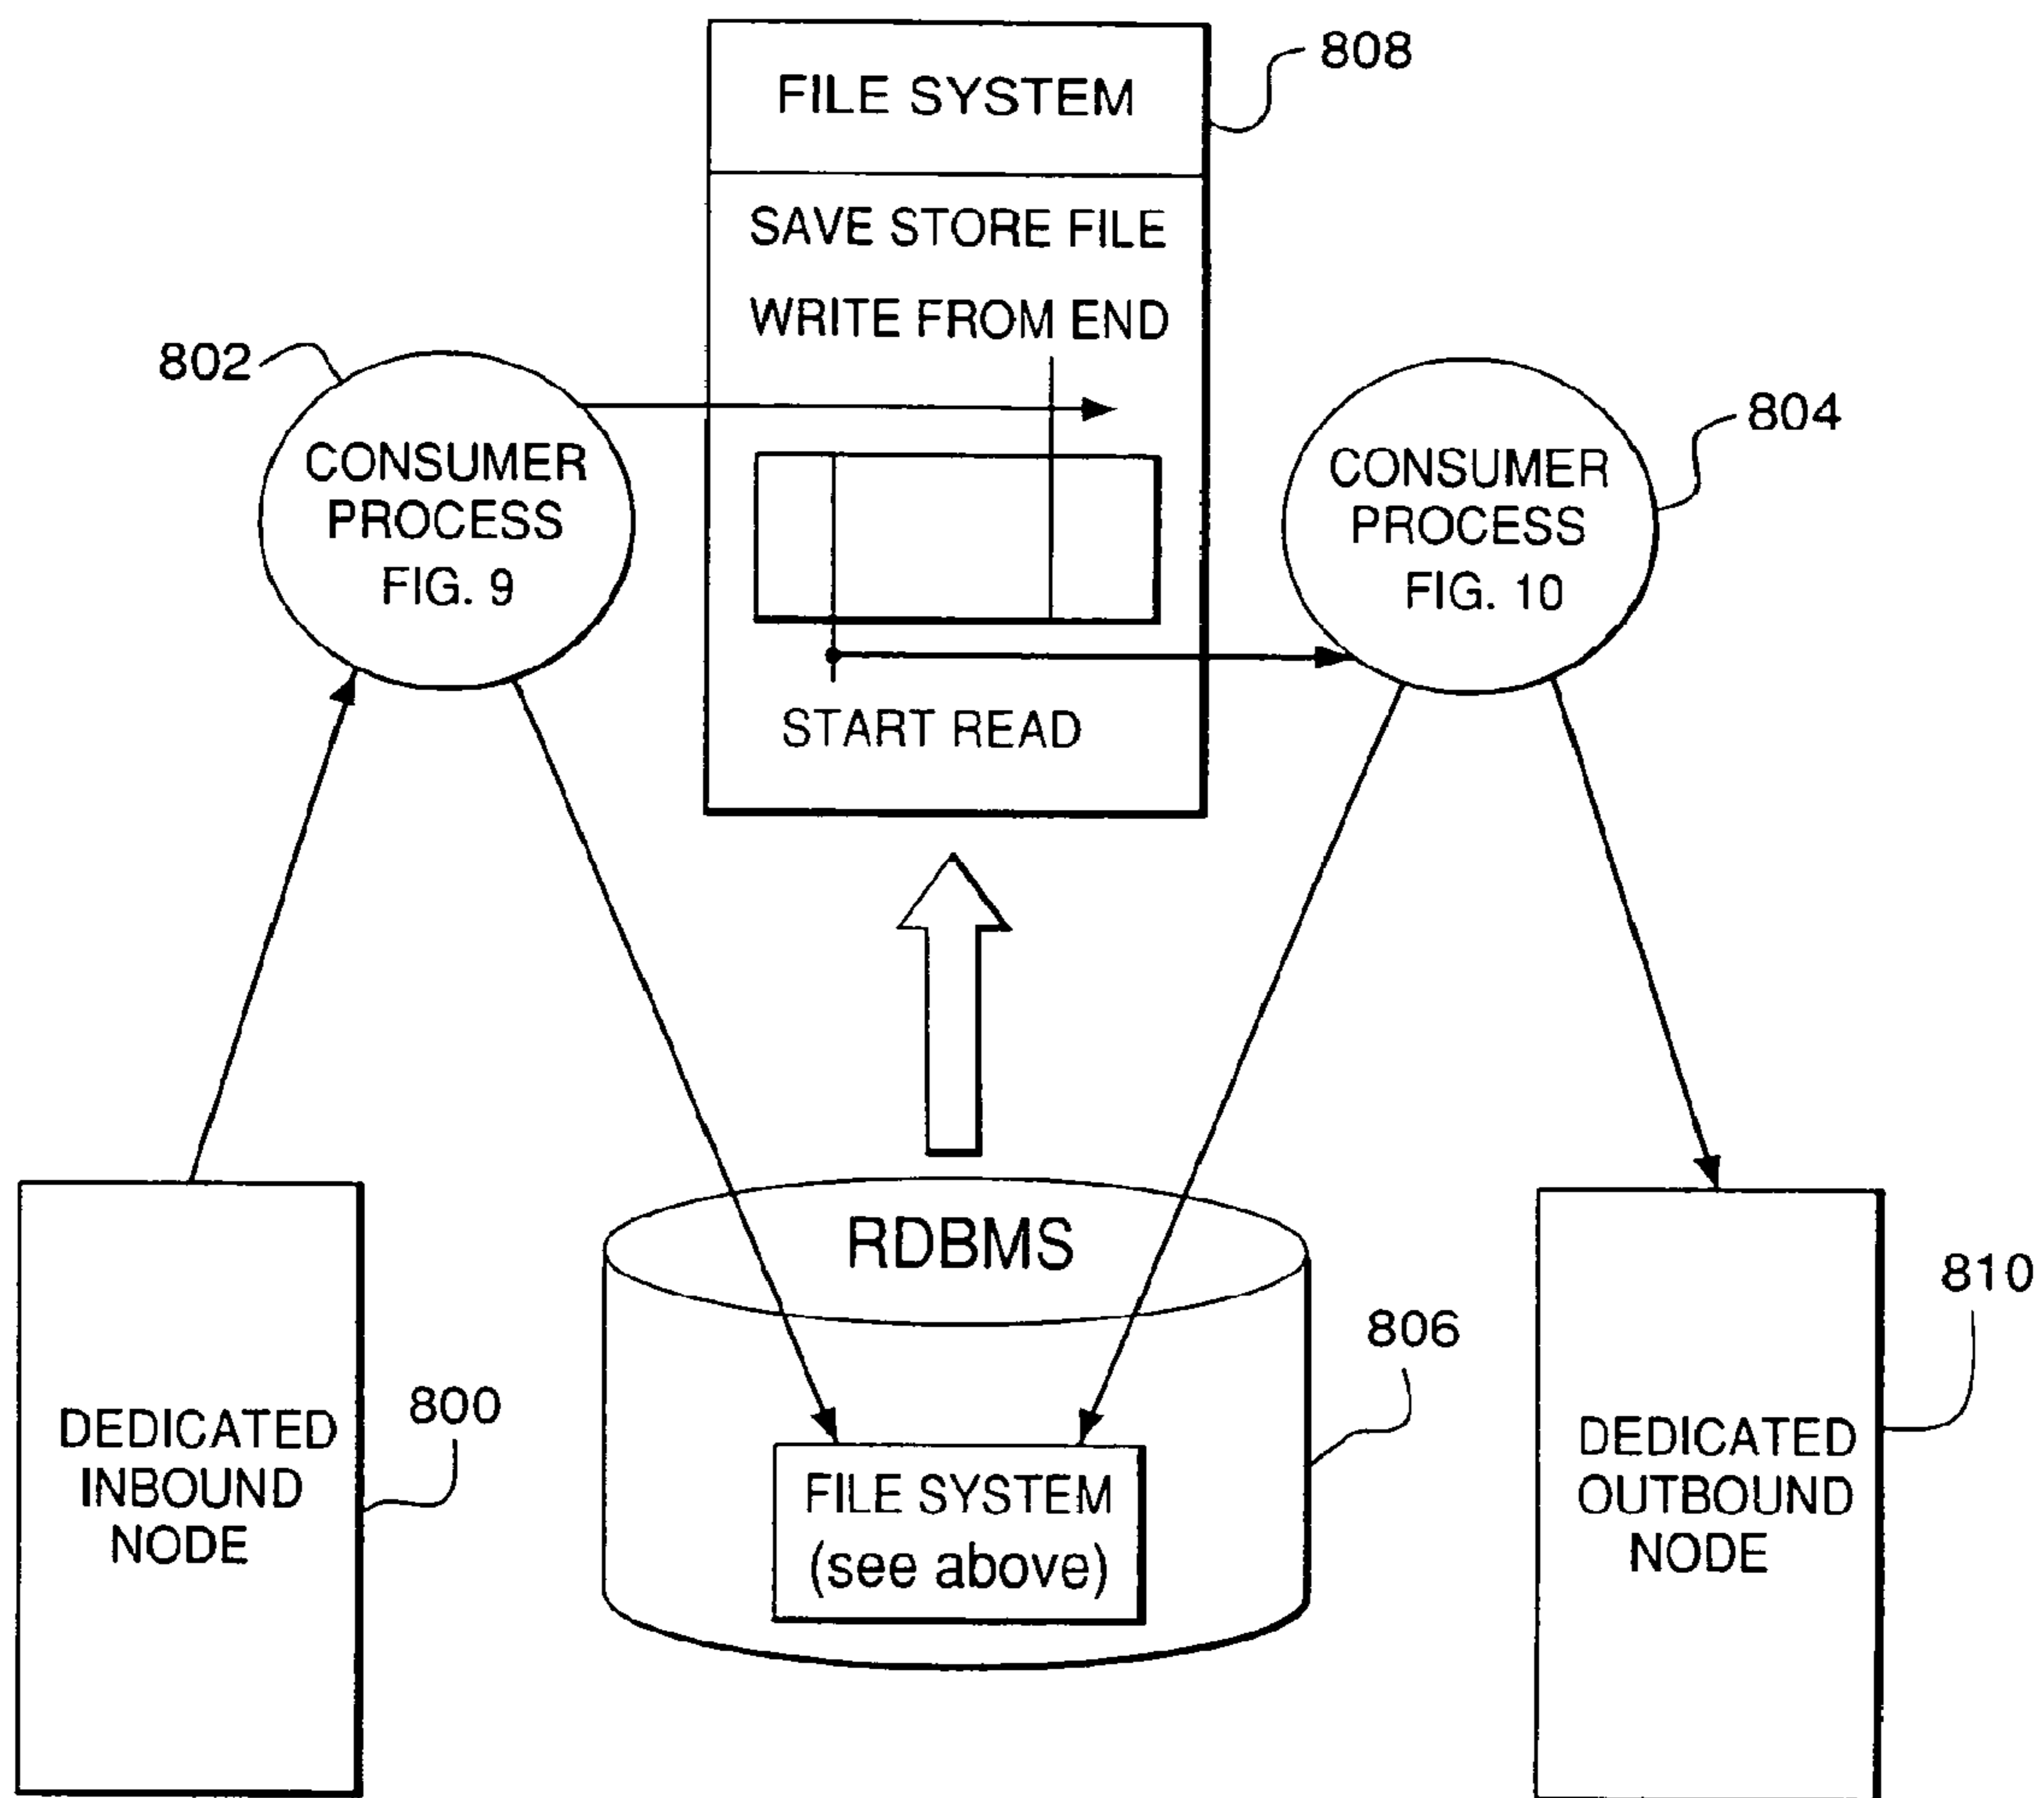 808
FILE SYSTEM
SAVE STORE FILE
WRITE FROM END
802
CONSUMER
PROCESS
FIG. 9
804
CONSUMER
PROCESS
FIG. 10
START READ
RDBMS
806
810
800
DEDICATED
INBOUND
NODE
FILE SYSTEM
(see above)
DEDICATED
OUTBOUND
NODE